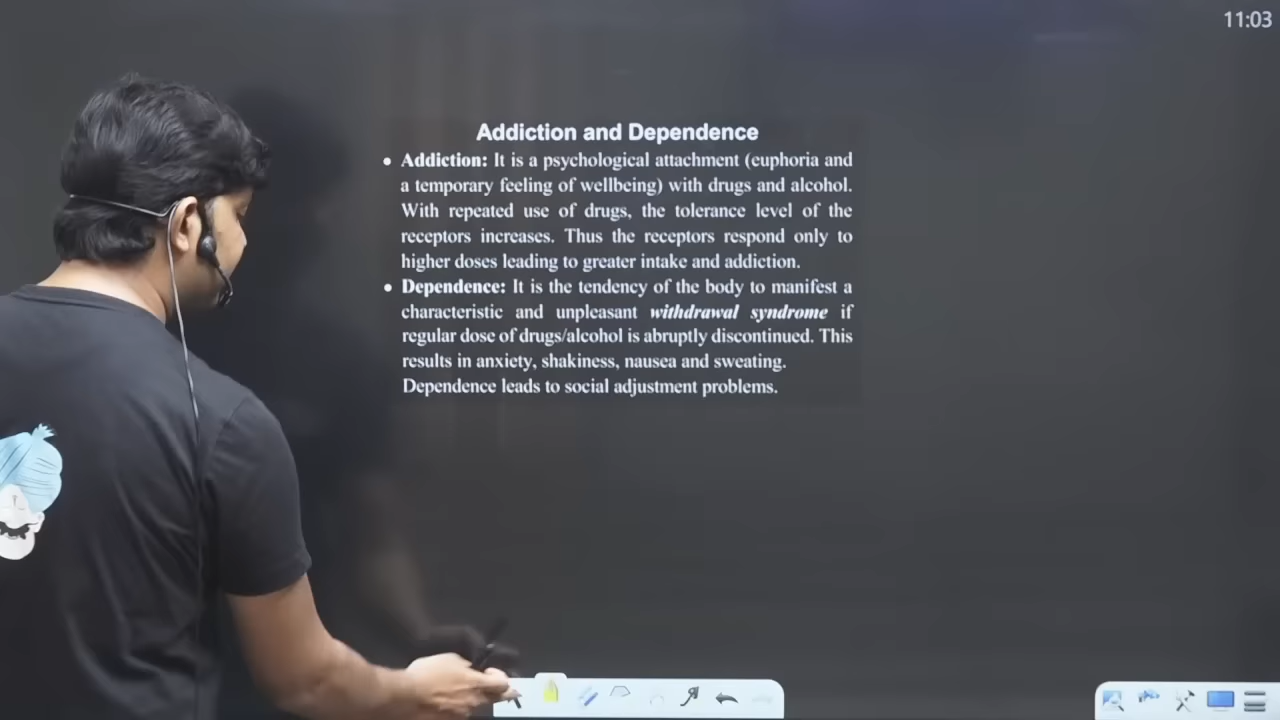 11:03
Addiction and Dependence
• Addiction: It is a psychological attachment (euphoria and
a temporary feeling of wellbeing) with drugs and alcohol.
With repeated use of drugs, the tolerance level of the
receptors increases. Thus the receptors respond only to
higher doses leading to greater intake and addiction.
• Dependence: It is the tendency of the body to manifest a
characteristic and unpleasant withdrawal syndrome if
regular dose of drugs/alcohol is abruptly discontinued. This
results in anxiety, shakiness, nausea and sweating.
Dependence leads to social adjustment problems.